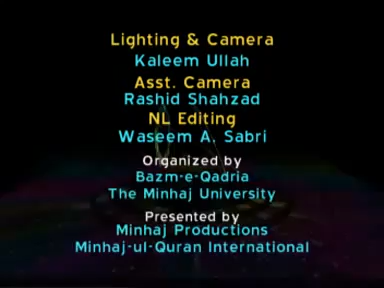 Lighting & Camera
Kaleem Ullah
Asst. Camera
Rashid Shahzad
NL Editing
Waseem A. Sabri
Organized by
Bazm-e-Qadria
The Minhaj University
Presented by
Minhaj Productions
Minhaj-ul-Quran International